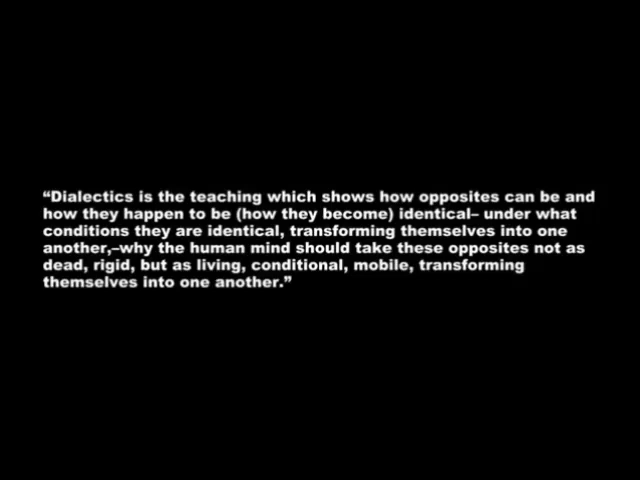 “Dialectics is the teaching which shows how opposites can be and
how they happen to be (how they become) identical– under what
conditions they are identical, transforming themselves into one
another,–why the human mind should take these opposites not as
dead, rigid, but as living, conditional, mobile, transforming
themselves into one another.”